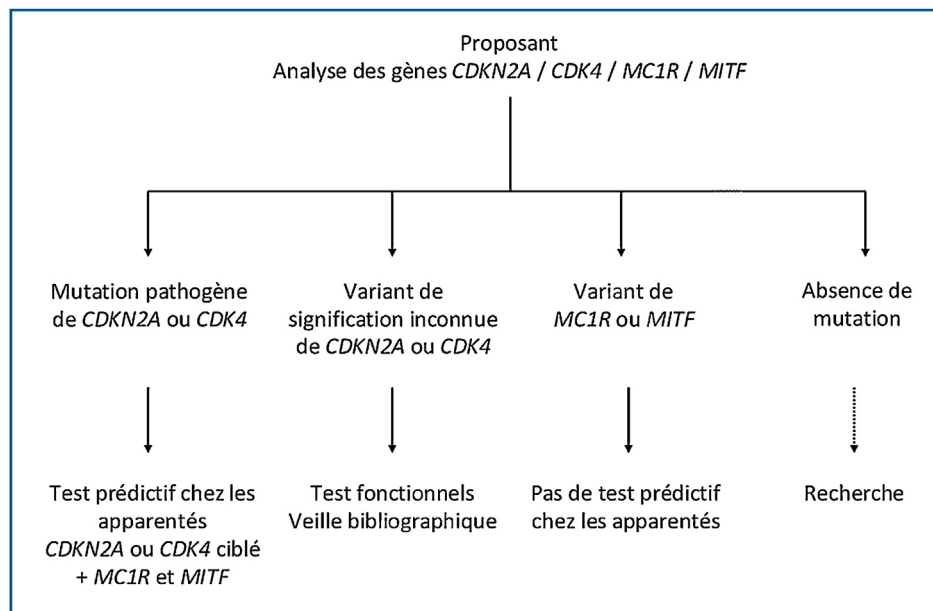 Proposant
Analyse des gènes CDKN2A / CDK4 / MC1R / MITF
Mutation pathogène
de CDKN2A ou CDK4
Variant de
signification inconnue
de CDKN2A ou CDK4
Variant de
MC1R ou MITF
Absence de
mutation
Test prédictif chez les
apparentés
CDKN2A ou CDK4 ciblé
+ MC1R et MITF
Test fonctionnels
Veille bibliographique
Pas de test prédictif
chez les apparentés
Recherche